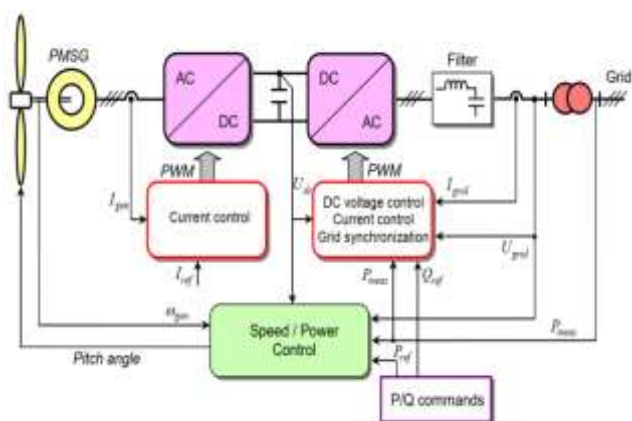 PMSG
AC
DC
DC
AC
Filter
Grid
PWM
PWM
I_gen
Current control
U_dc
DC voltage control
Current control
Grid synchronization
I_grid
U_grid
I_ref
P_meas
Q_ref
ω_gen
Speed / Power
Control
P_meas
Pitch angle
P_ref
P/Q commands